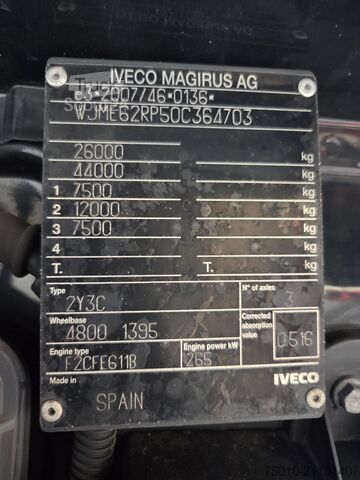 IVECO MAGIRUS AG
e3*2007/46*0136*
WJME62RP50C364703
26000 kg
44000 kg
1 7500 kg
2 12000 kg
3 7500 kg
4 kg
T. T. kg
Type N° of axles
2Y3C 3
Wheelbase Corrected absorption value
4800 1395 0.516
Engine type Engine power kW
F2CFE611B 265
Made in IVECO
SPAIN